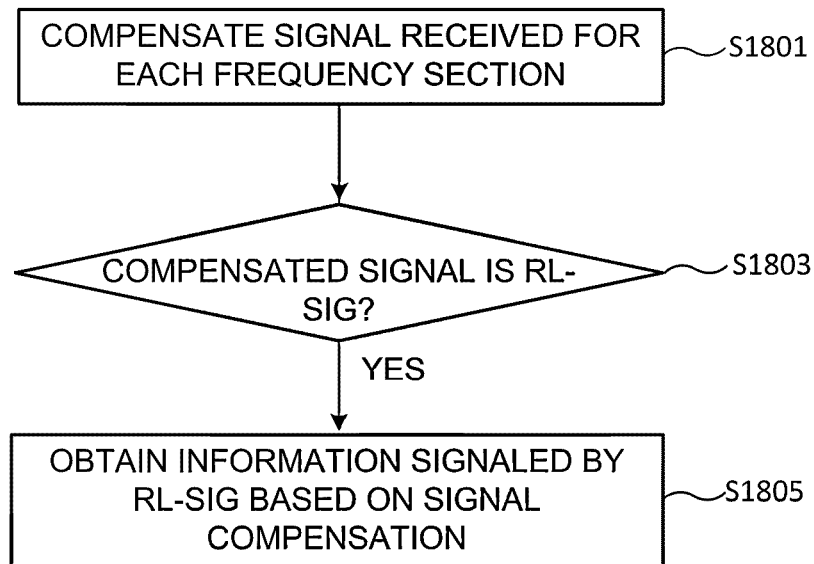 COMPENSATE SIGNAL RECEIVED FOR
EACH FREQUENCY SECTION
S1801
COMPENSATED SIGNAL IS RL-
SIG?
S1803
YES
OBTAIN INFORMATION SIGNALED BY
RL-SIG BASED ON SIGNAL
COMPENSATION
S1805